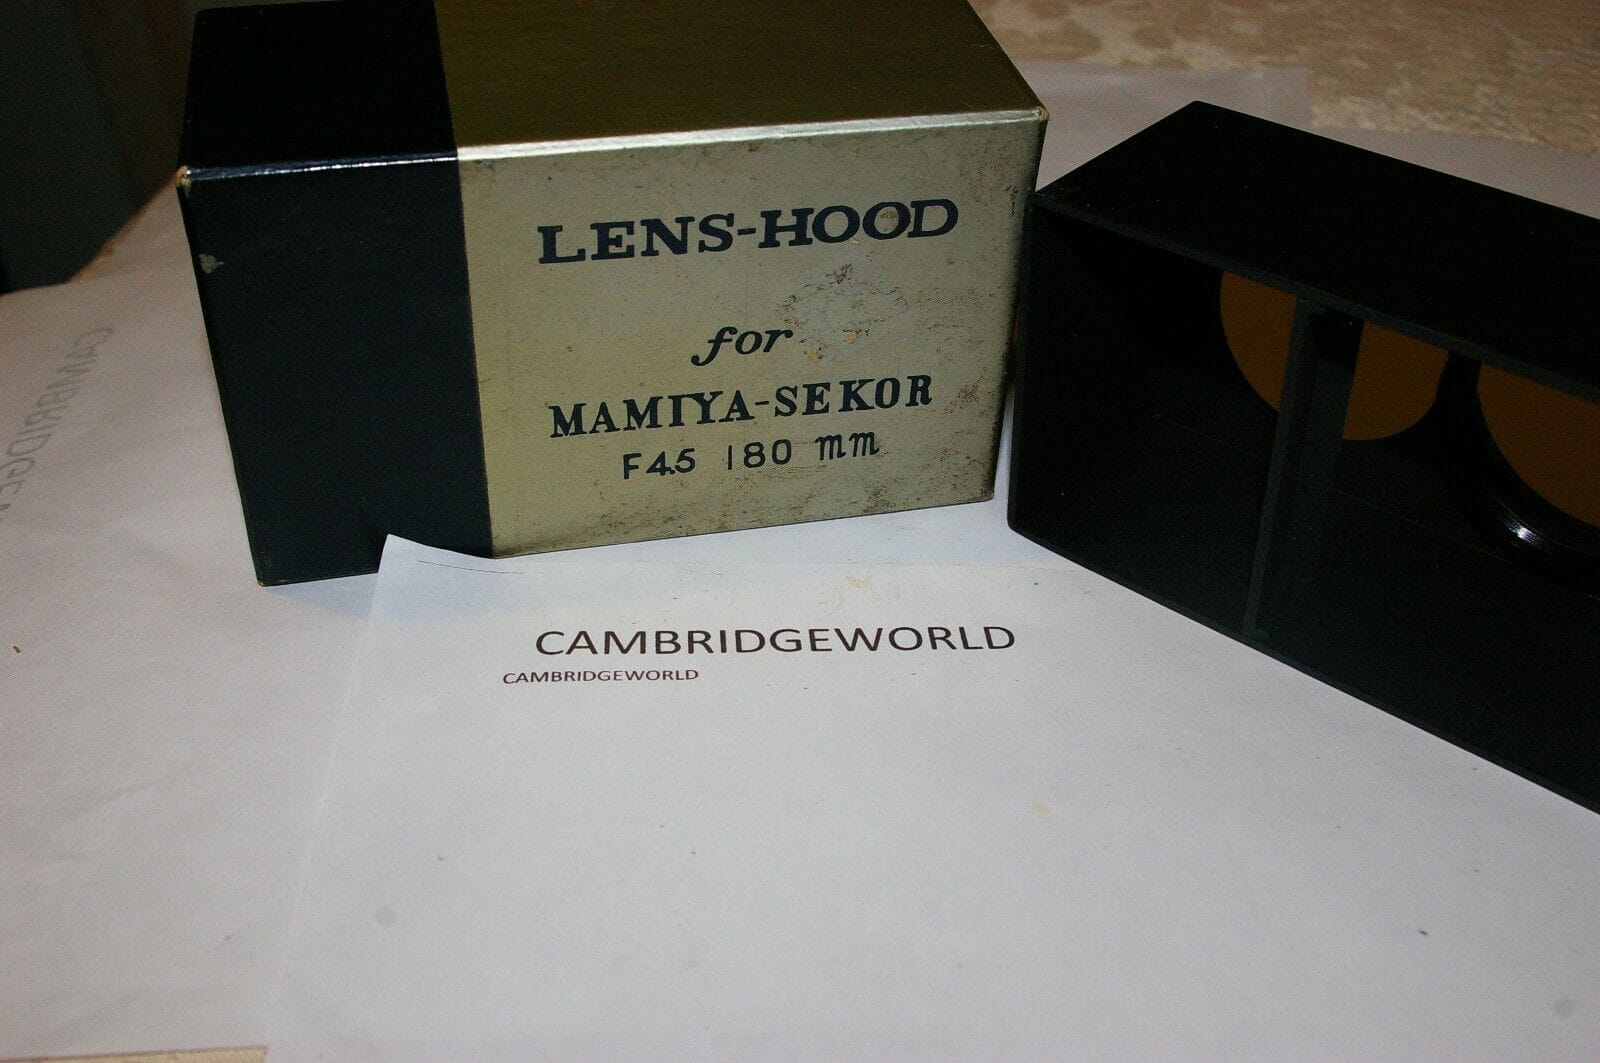 LENS-HOOD
for
MAMIYA-SEKOR
F4.5 180 mm
CAMBRIDGEWORLD
CAMBRIDGEWORLD